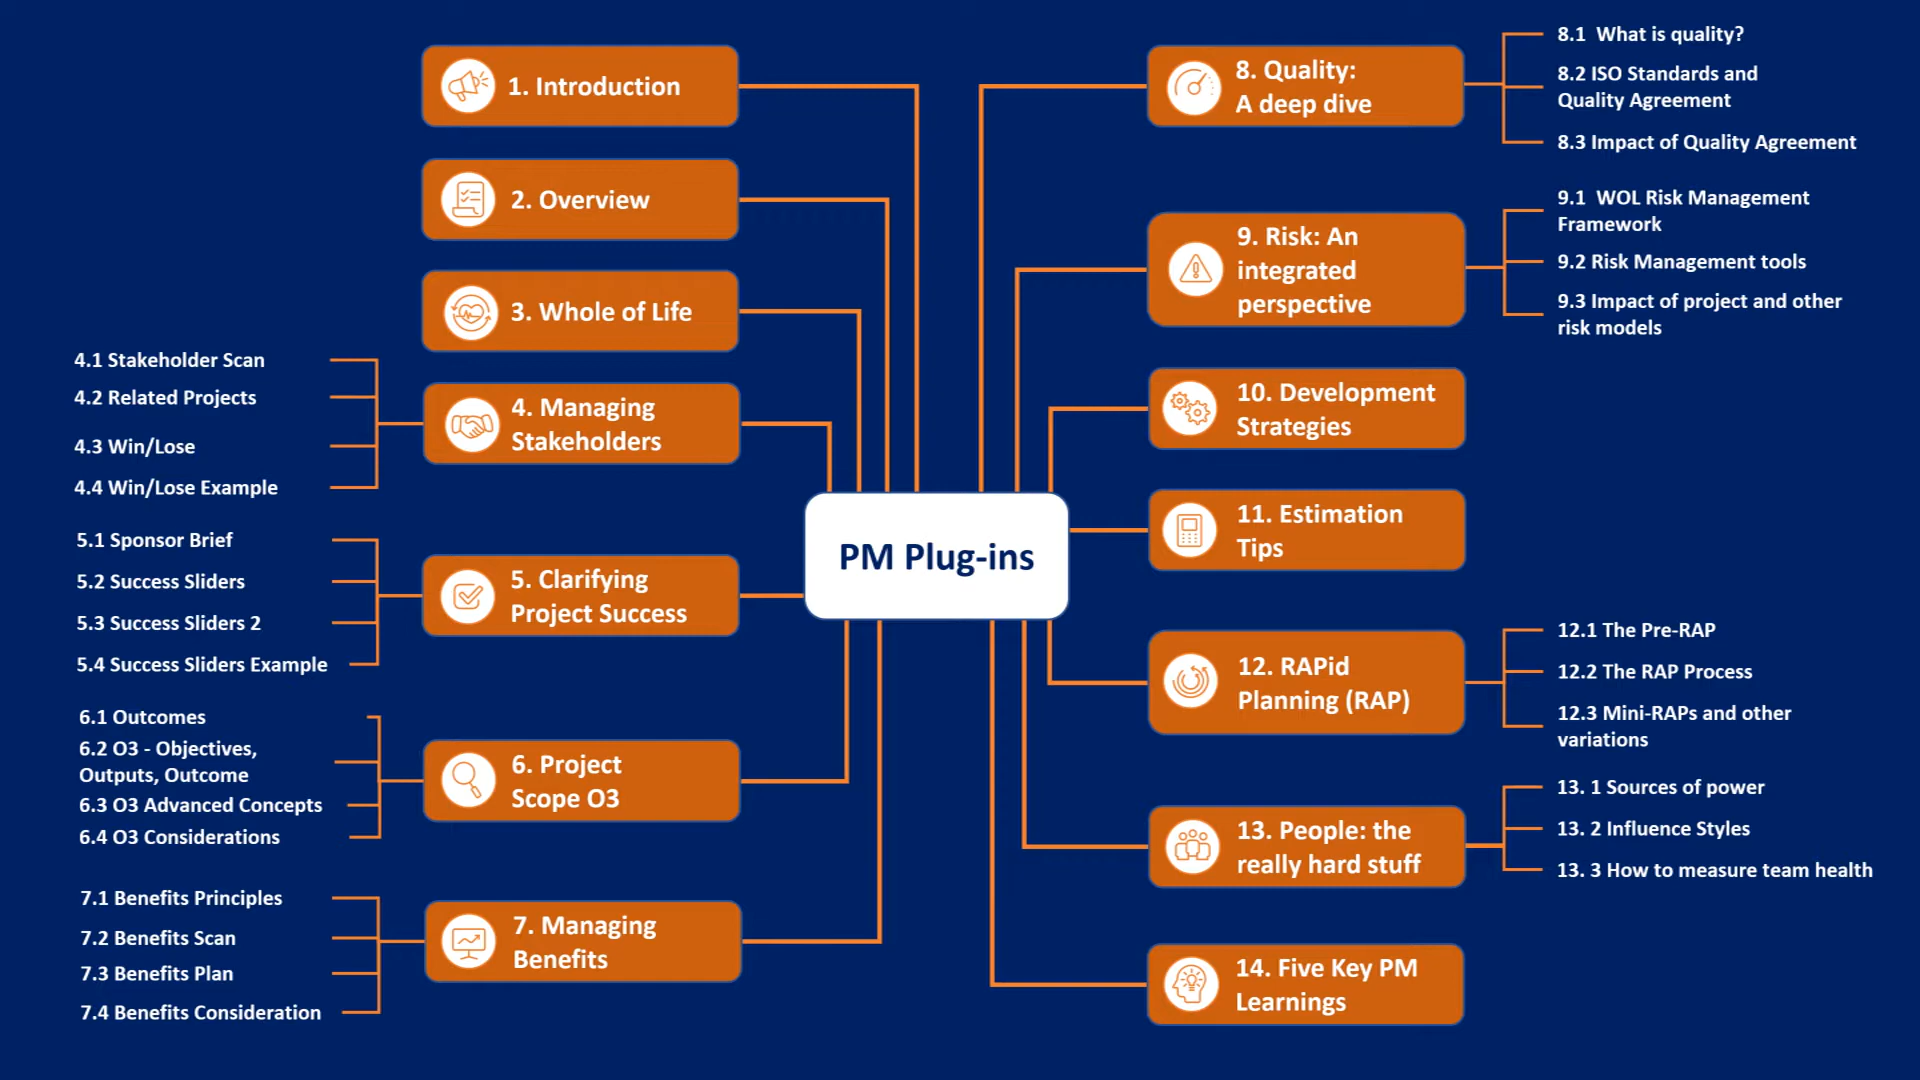 PM Plug-ins
1. Introduction
2. Overview
3. Whole of Life
4. Managing
Stakeholders
4.1 Stakeholder Scan
4.2 Related Projects
4.3 Win/Lose
4.4 Win/Lose Example
5. Clarifying
Project Success
5.1 Sponsor Brief
5.2 Success Sliders
5.3 Success Sliders 2
5.4 Success Sliders Example
6. Project
Scope O3
6.1 Outcomes
6.2 O3 - Objectives,
Outputs, Outcome
6.3 O3 Advanced Concepts
6.4 O3 Considerations
7. Managing
Benefits
7.1 Benefits Principles
7.2 Benefits Scan
7.3 Benefits Plan
7.4 Benefits Consideration
8. Quality:
A deep dive
8.1  What is quality?
8.2 ISO Standards and
Quality Agreement
8.3 Impact of Quality Agreement
9. Risk: An
integrated
perspective
9.1  WOL Risk Management
Framework
9.2 Risk Management tools
9.3 Impact of project and other
risk models
10. Development
Strategies
11. Estimation
Tips
12. RAPid
Planning (RAP)
12.1 The Pre-RAP
12.2 The RAP Process
12.3 Mini-RAPs and other
variations
13. People: the
really hard stuff
13. 1 Sources of power
13. 2 Influence Styles
13. 3 How to measure team health
14. Five Key PM
Learnings